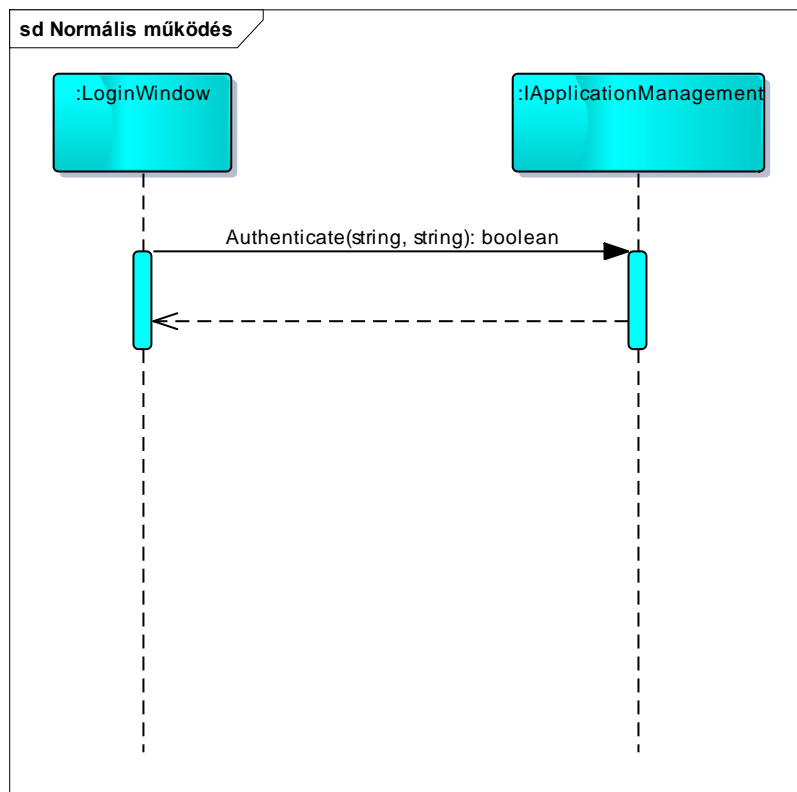 sd Normális működés
:LoginWindow
:IApplicationManagement
Authenticate(string, string): boolean